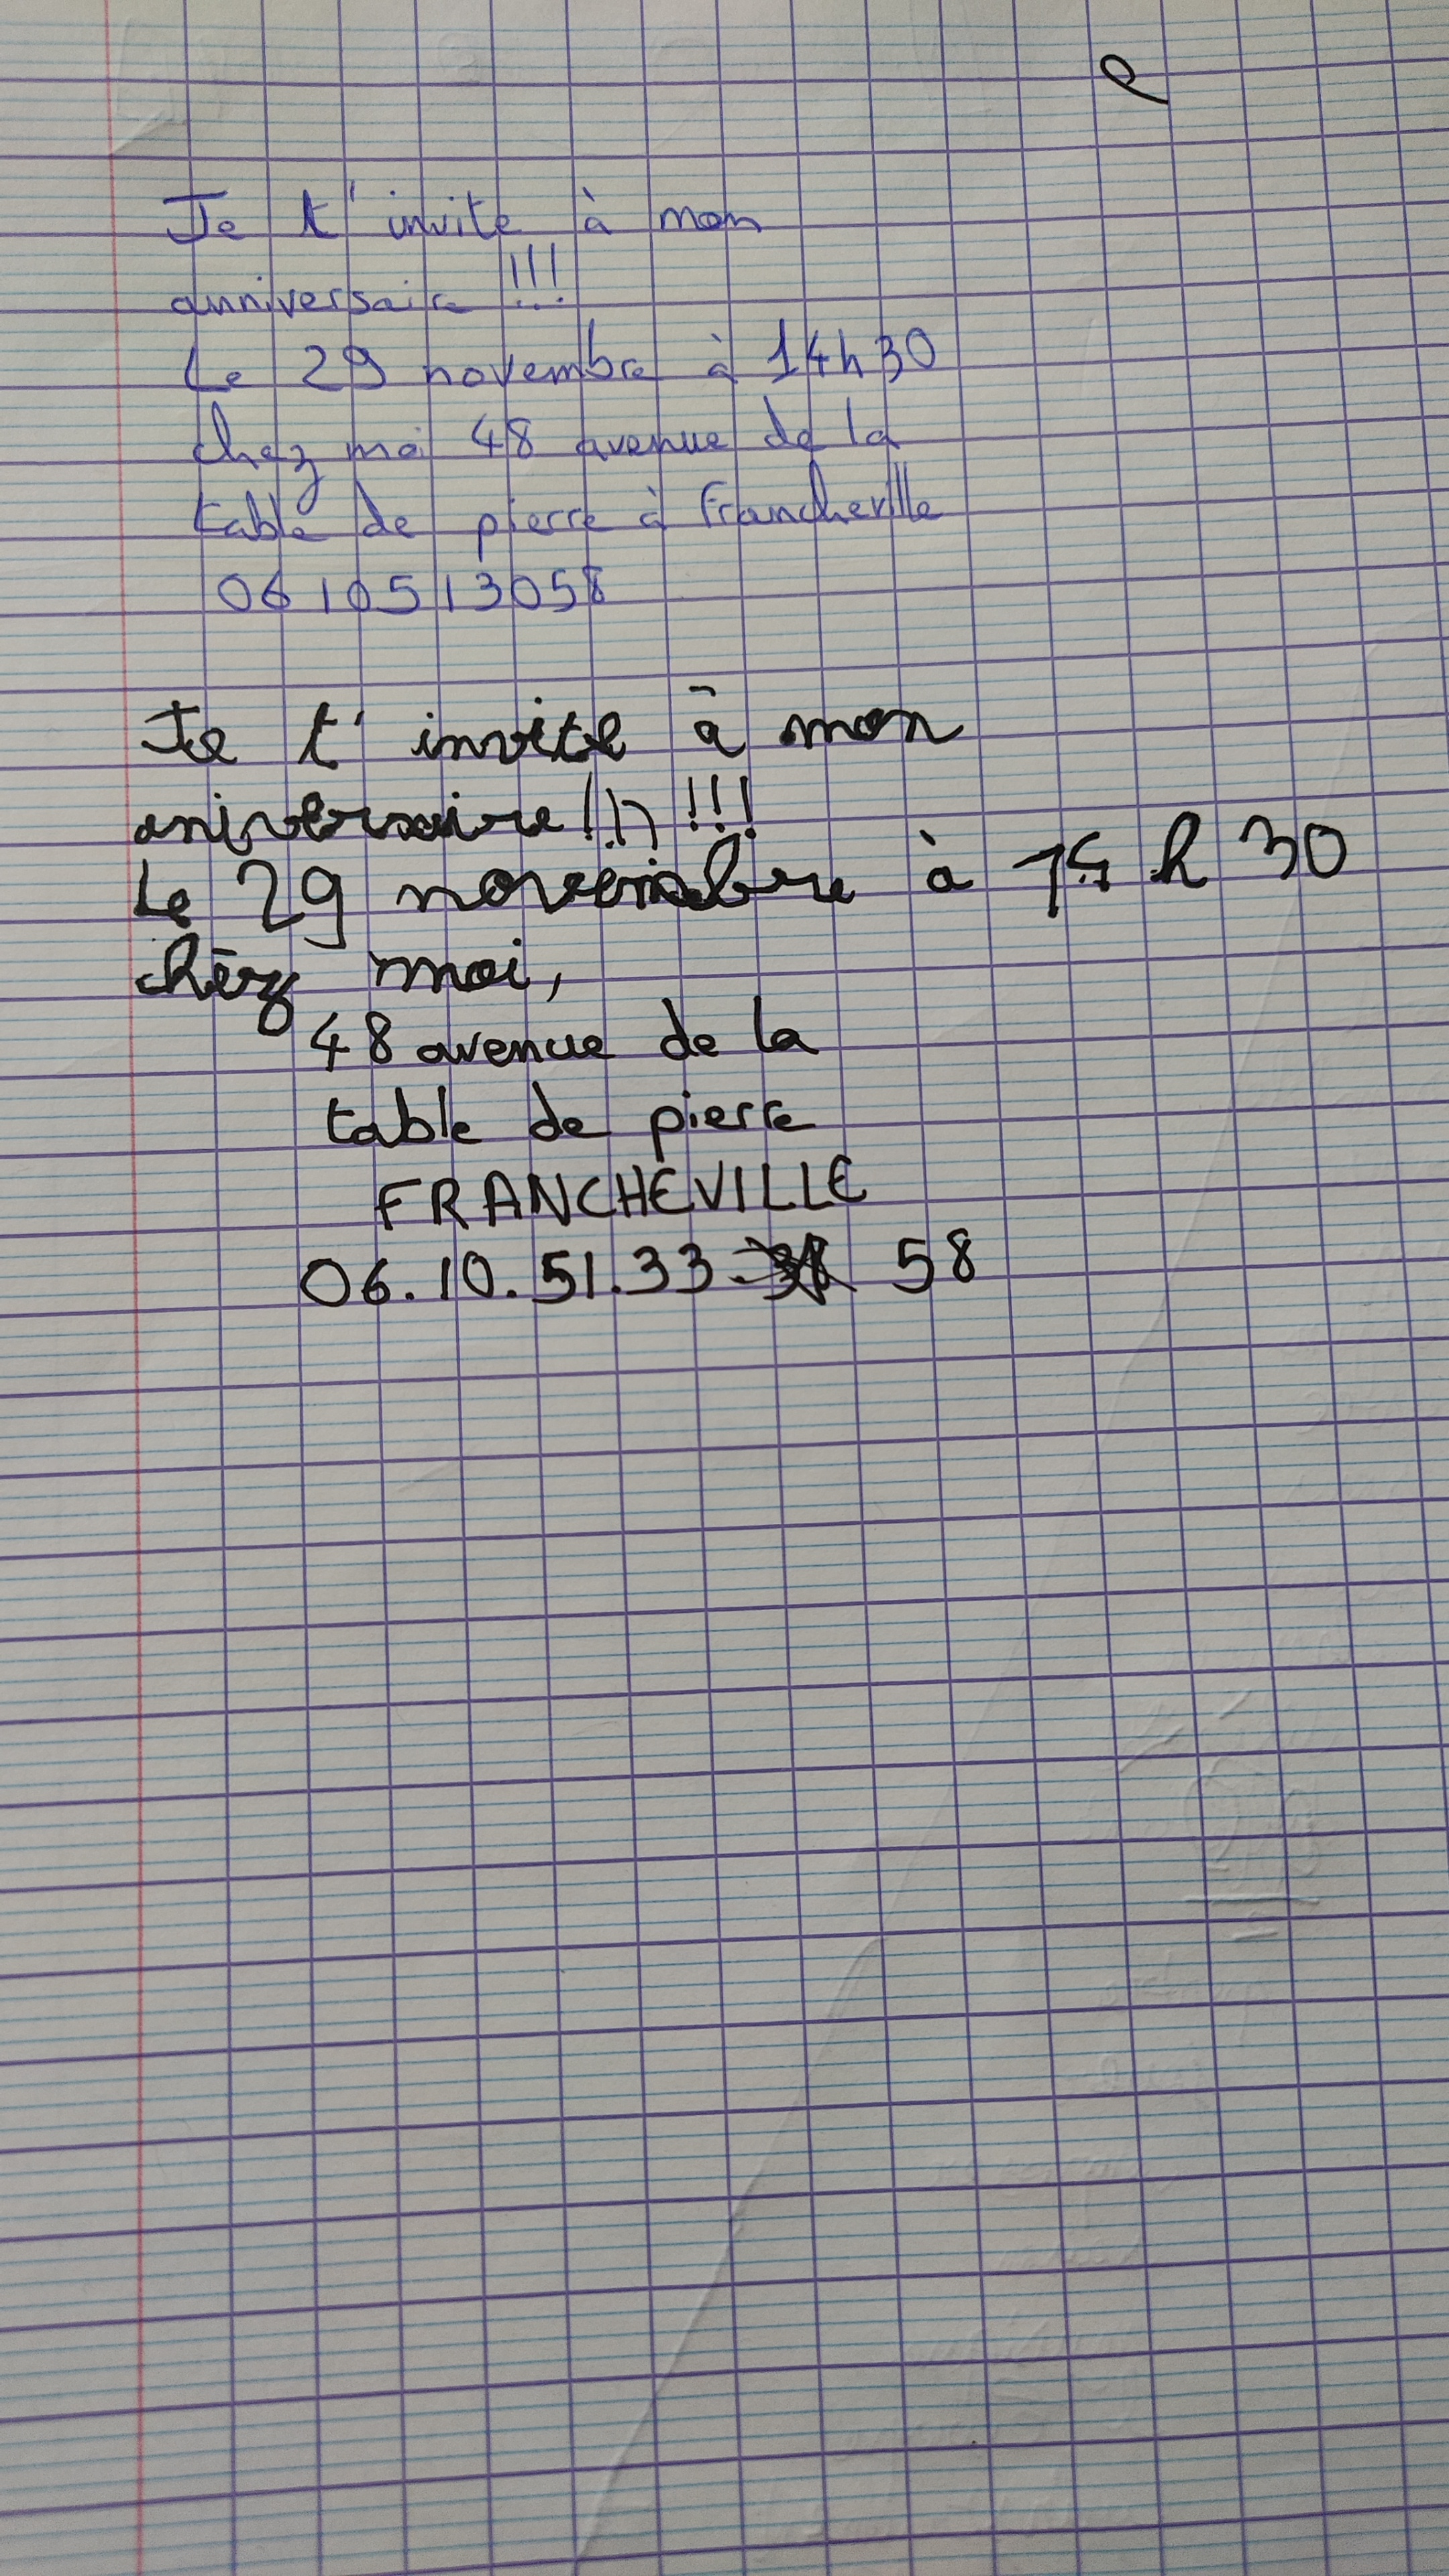 e
Je t'invite à mon
anniversaire !!!
Le 29 novembre à 14h30
chez moi 48 avenue de la
table de pierre à Francheville
0610513058
Je t'invite à mon
aniversaire !!) !!!
Le 29 novembre à 14 h 30
chez moi,
48 avenue de la
table de pierre
FRANCHEVILLE
06.10.51.33. 58